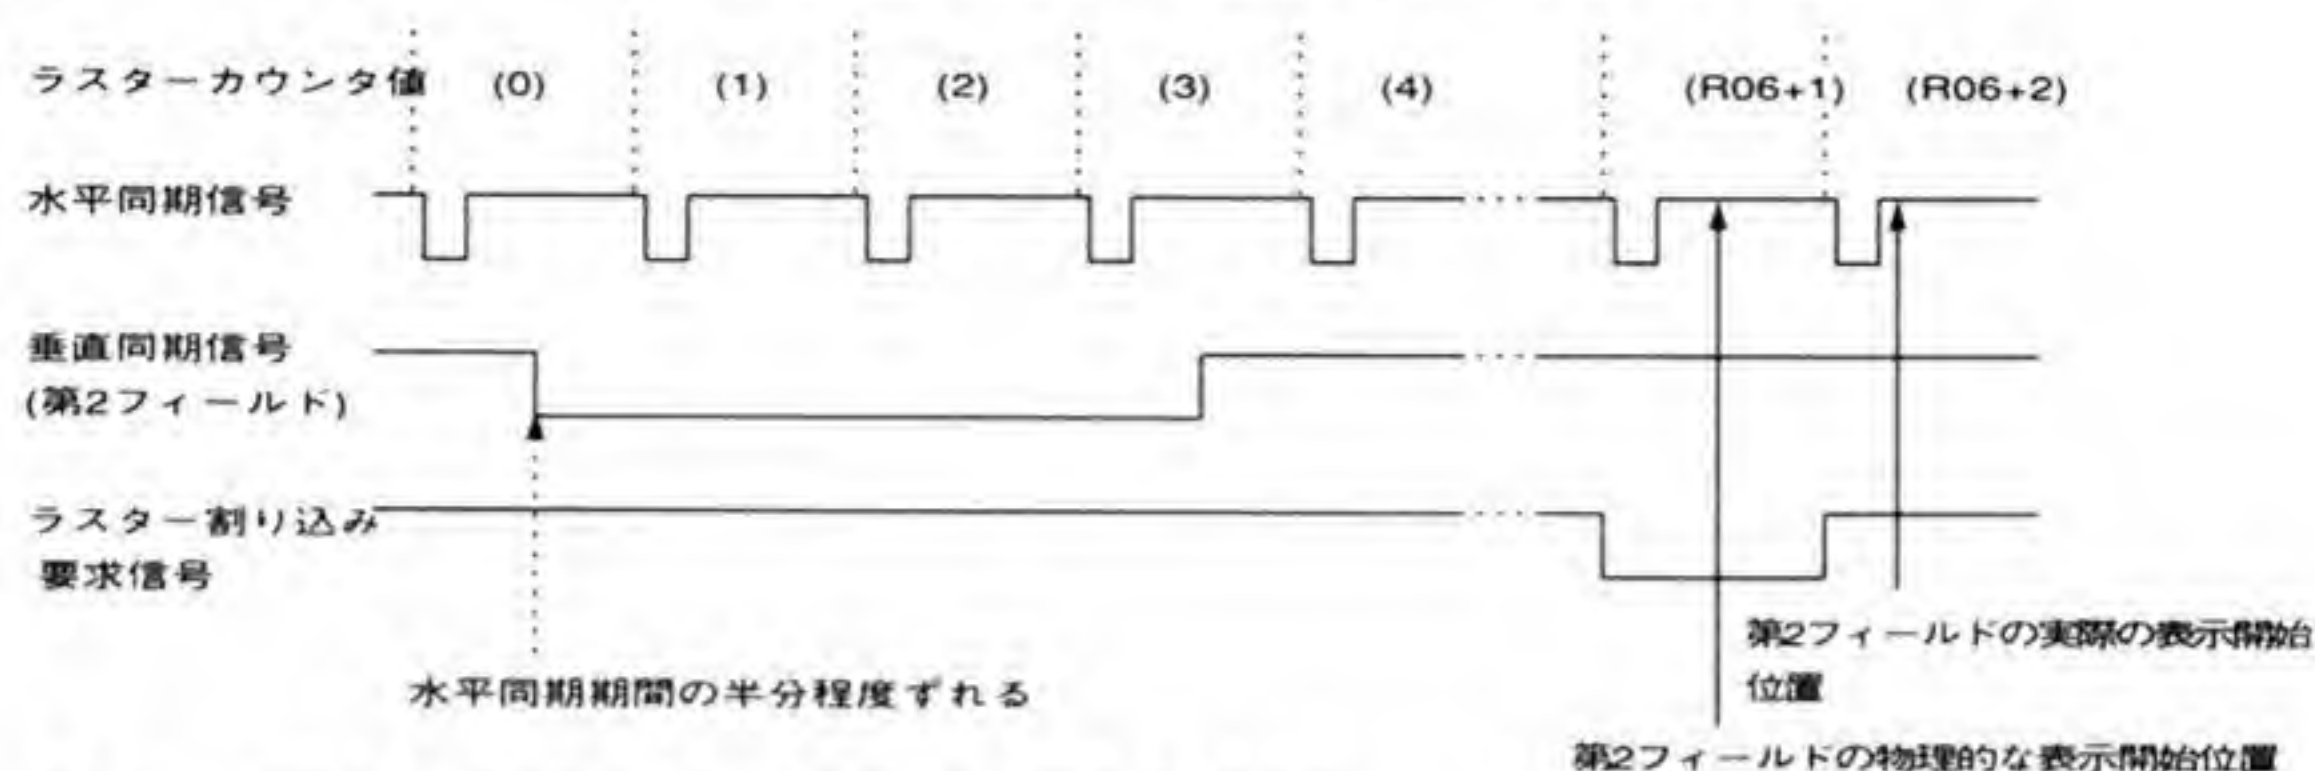 ラスターカウンタ値 (0) (1) (2) (3) (4) (R06+1) (R06+2)
水平同期信号
垂直同期信号
(第2フィールド)
ラスター割り込み
要求信号
第2フィールドの実際の表示開始
位置
水平同期期間の半分程度ずれる
第2フィールドの物理的な表示開始位置